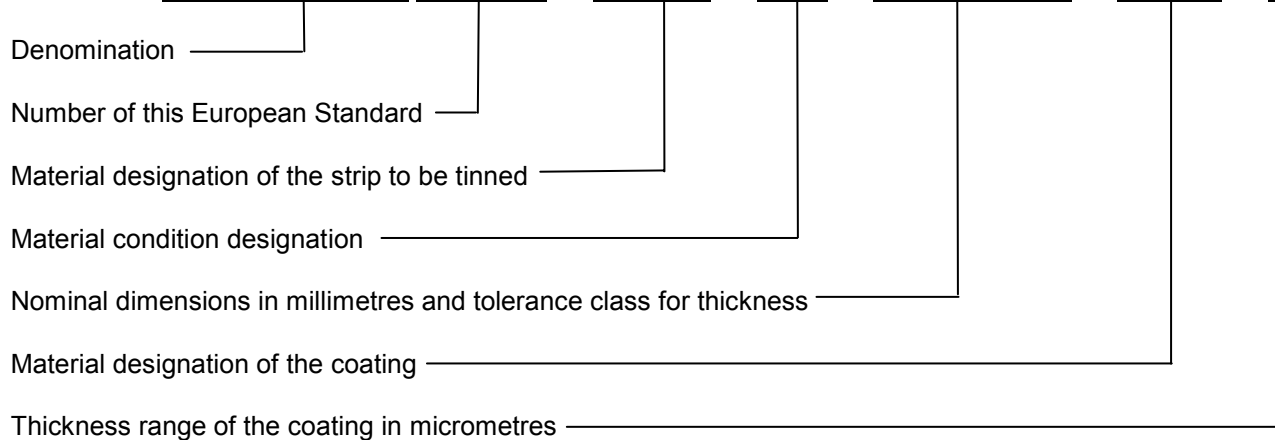 Denomination
Number of this European Standard
Material designation of the strip to be tinned
Material condition designation
Nominal dimensions in millimetres and tolerance class for thickness
Material designation of the coating
Thickness range of the coating in micrometres